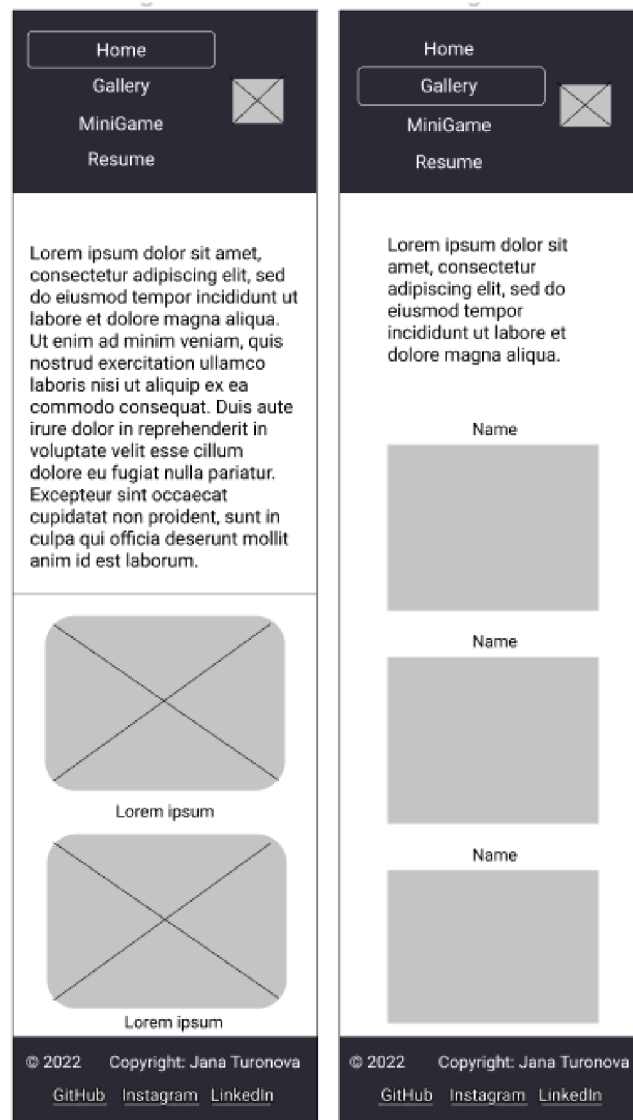 Home
Gallery
MiniGame
Resume
Lorem ipsum dolor sit amet,
consectetur adipiscing elit, sed
do eiusmod tempor incididunt ut
labore et dolore magna aliqua.
Ut enim ad minim veniam, quis
nostrud exercitation ullamco
laboris nisi ut aliquip ex ea
commodo consequat. Duis aute
irure dolor in reprehenderit in
voluptate velit esse cillum
dolore eu fugiat nulla pariatur.
Excepteur sint occaecat
cupidatat non proident, sunt in
culpa qui officia deserunt mollit
anim id est laborum.
Lorem ipsum
Lorem ipsum
© 2022 Copyright: Jana Turonova
GitHub Instagram LinkedIn
Home
Gallery
MiniGame
Resume
Lorem ipsum dolor sit
amet, consectetur
adipiscing elit, sed do
eiusmod tempor
incididunt ut labore et
dolore magna aliqua.
Name
Name
Name
© 2022 Copyright: Jana Turonova
GitHub Instagram LinkedIn